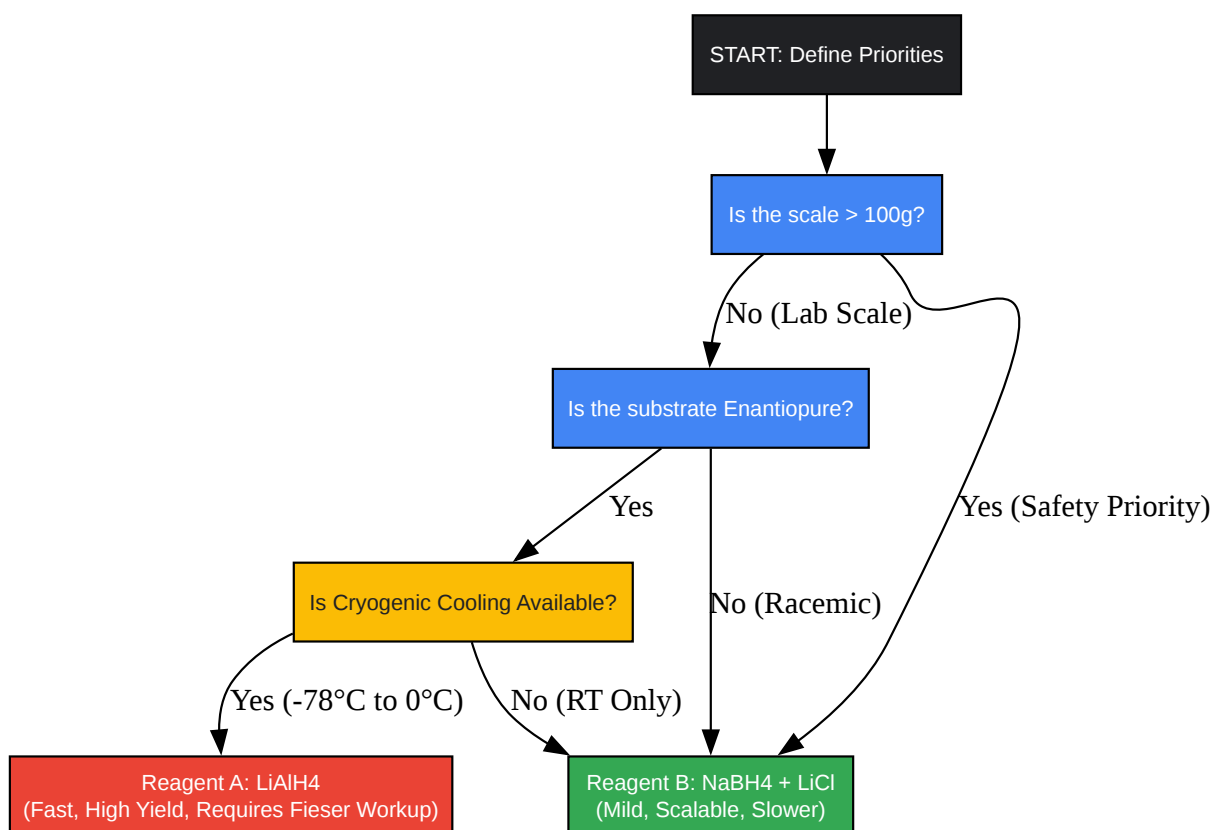 START: Define Priorities
Is the scale > 100g?
No (Lab Scale)
Is the substrate Enantiopure?
Yes
Yes (Safety Priority)
Is Cryogenic Cooling Available?
No (Racemic)
Yes (-78°C to 0°C)
No (RT Only)
Reagent A: LiAlH4
(Fast, High Yield, Requires Fieser Workup)
Reagent B: NaBH4 + LiCl
(Mild, Scalable, Slower)